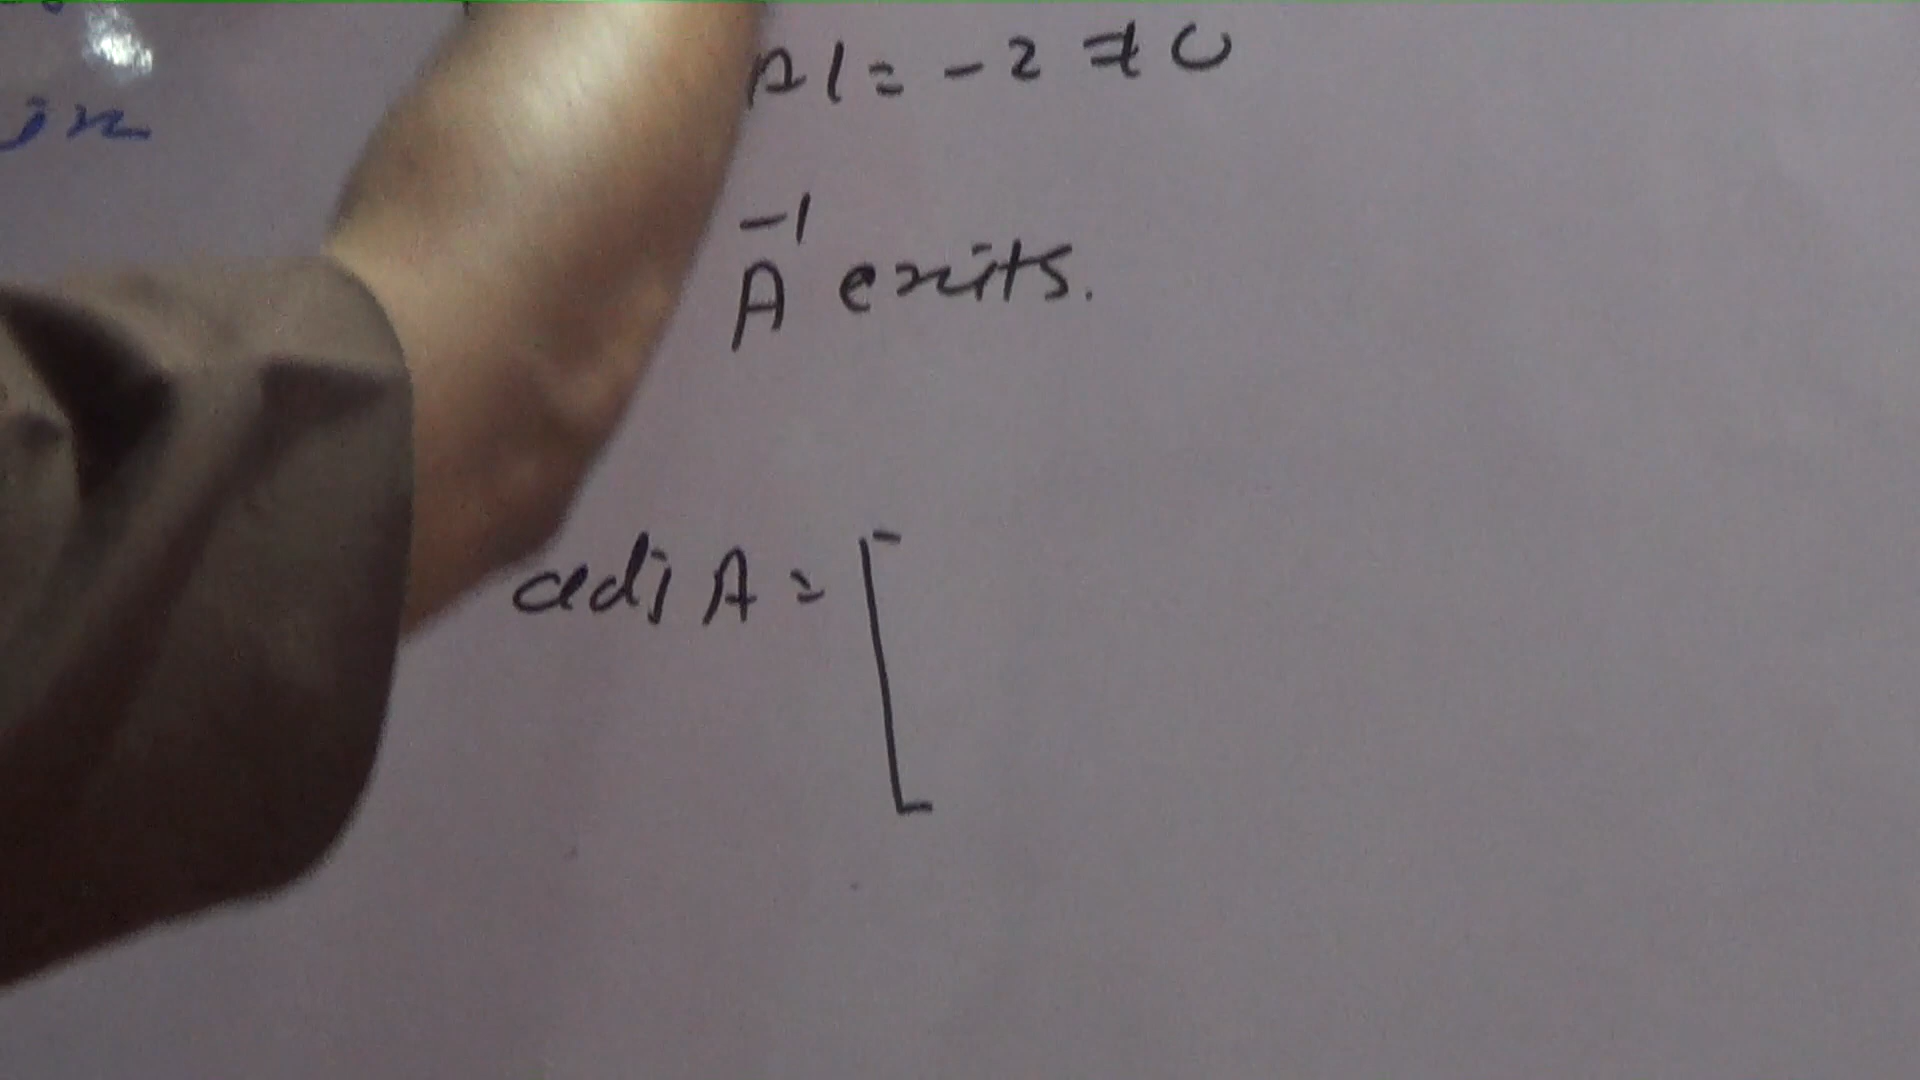 A| = -2 ≠ 0
A⁻¹ exits.
adj A = [